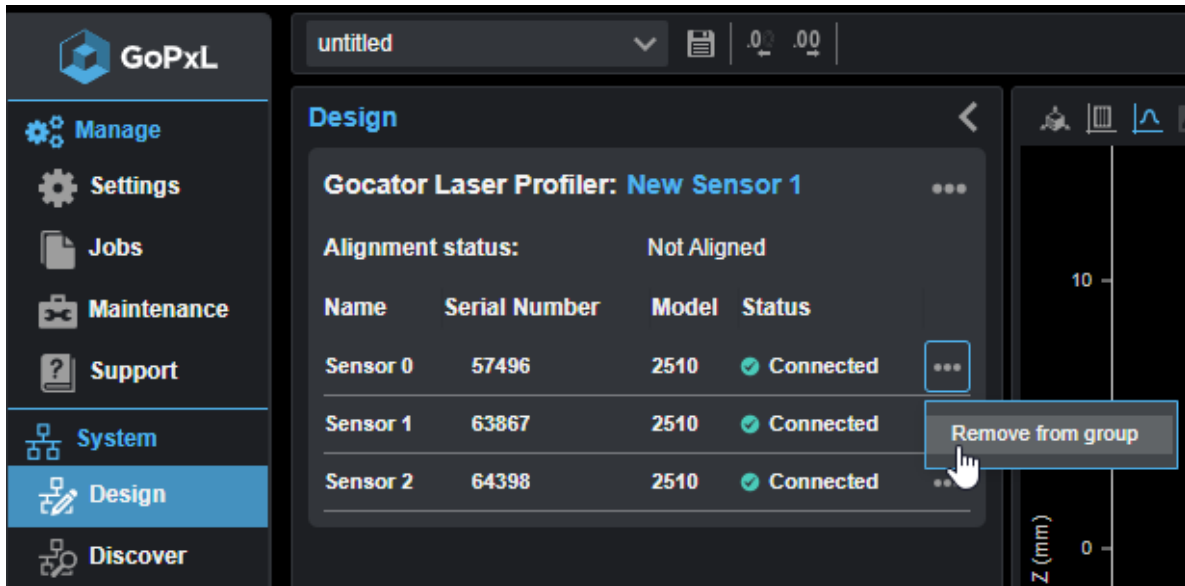 GoPxL
untitled
.00 .00
Manage
Settings
Jobs
Maintenance
Support
System
Design
Discover
Design
Gocator Laser Profiler: New Sensor 1
Alignment status: Not Aligned
Name Serial Number Model Status
Sensor 0 57496 2510 Connected
Sensor 1 63867 2510 Connected
Remove from group
Sensor 2 64398 2510 Connected
10
0
Z (mm)